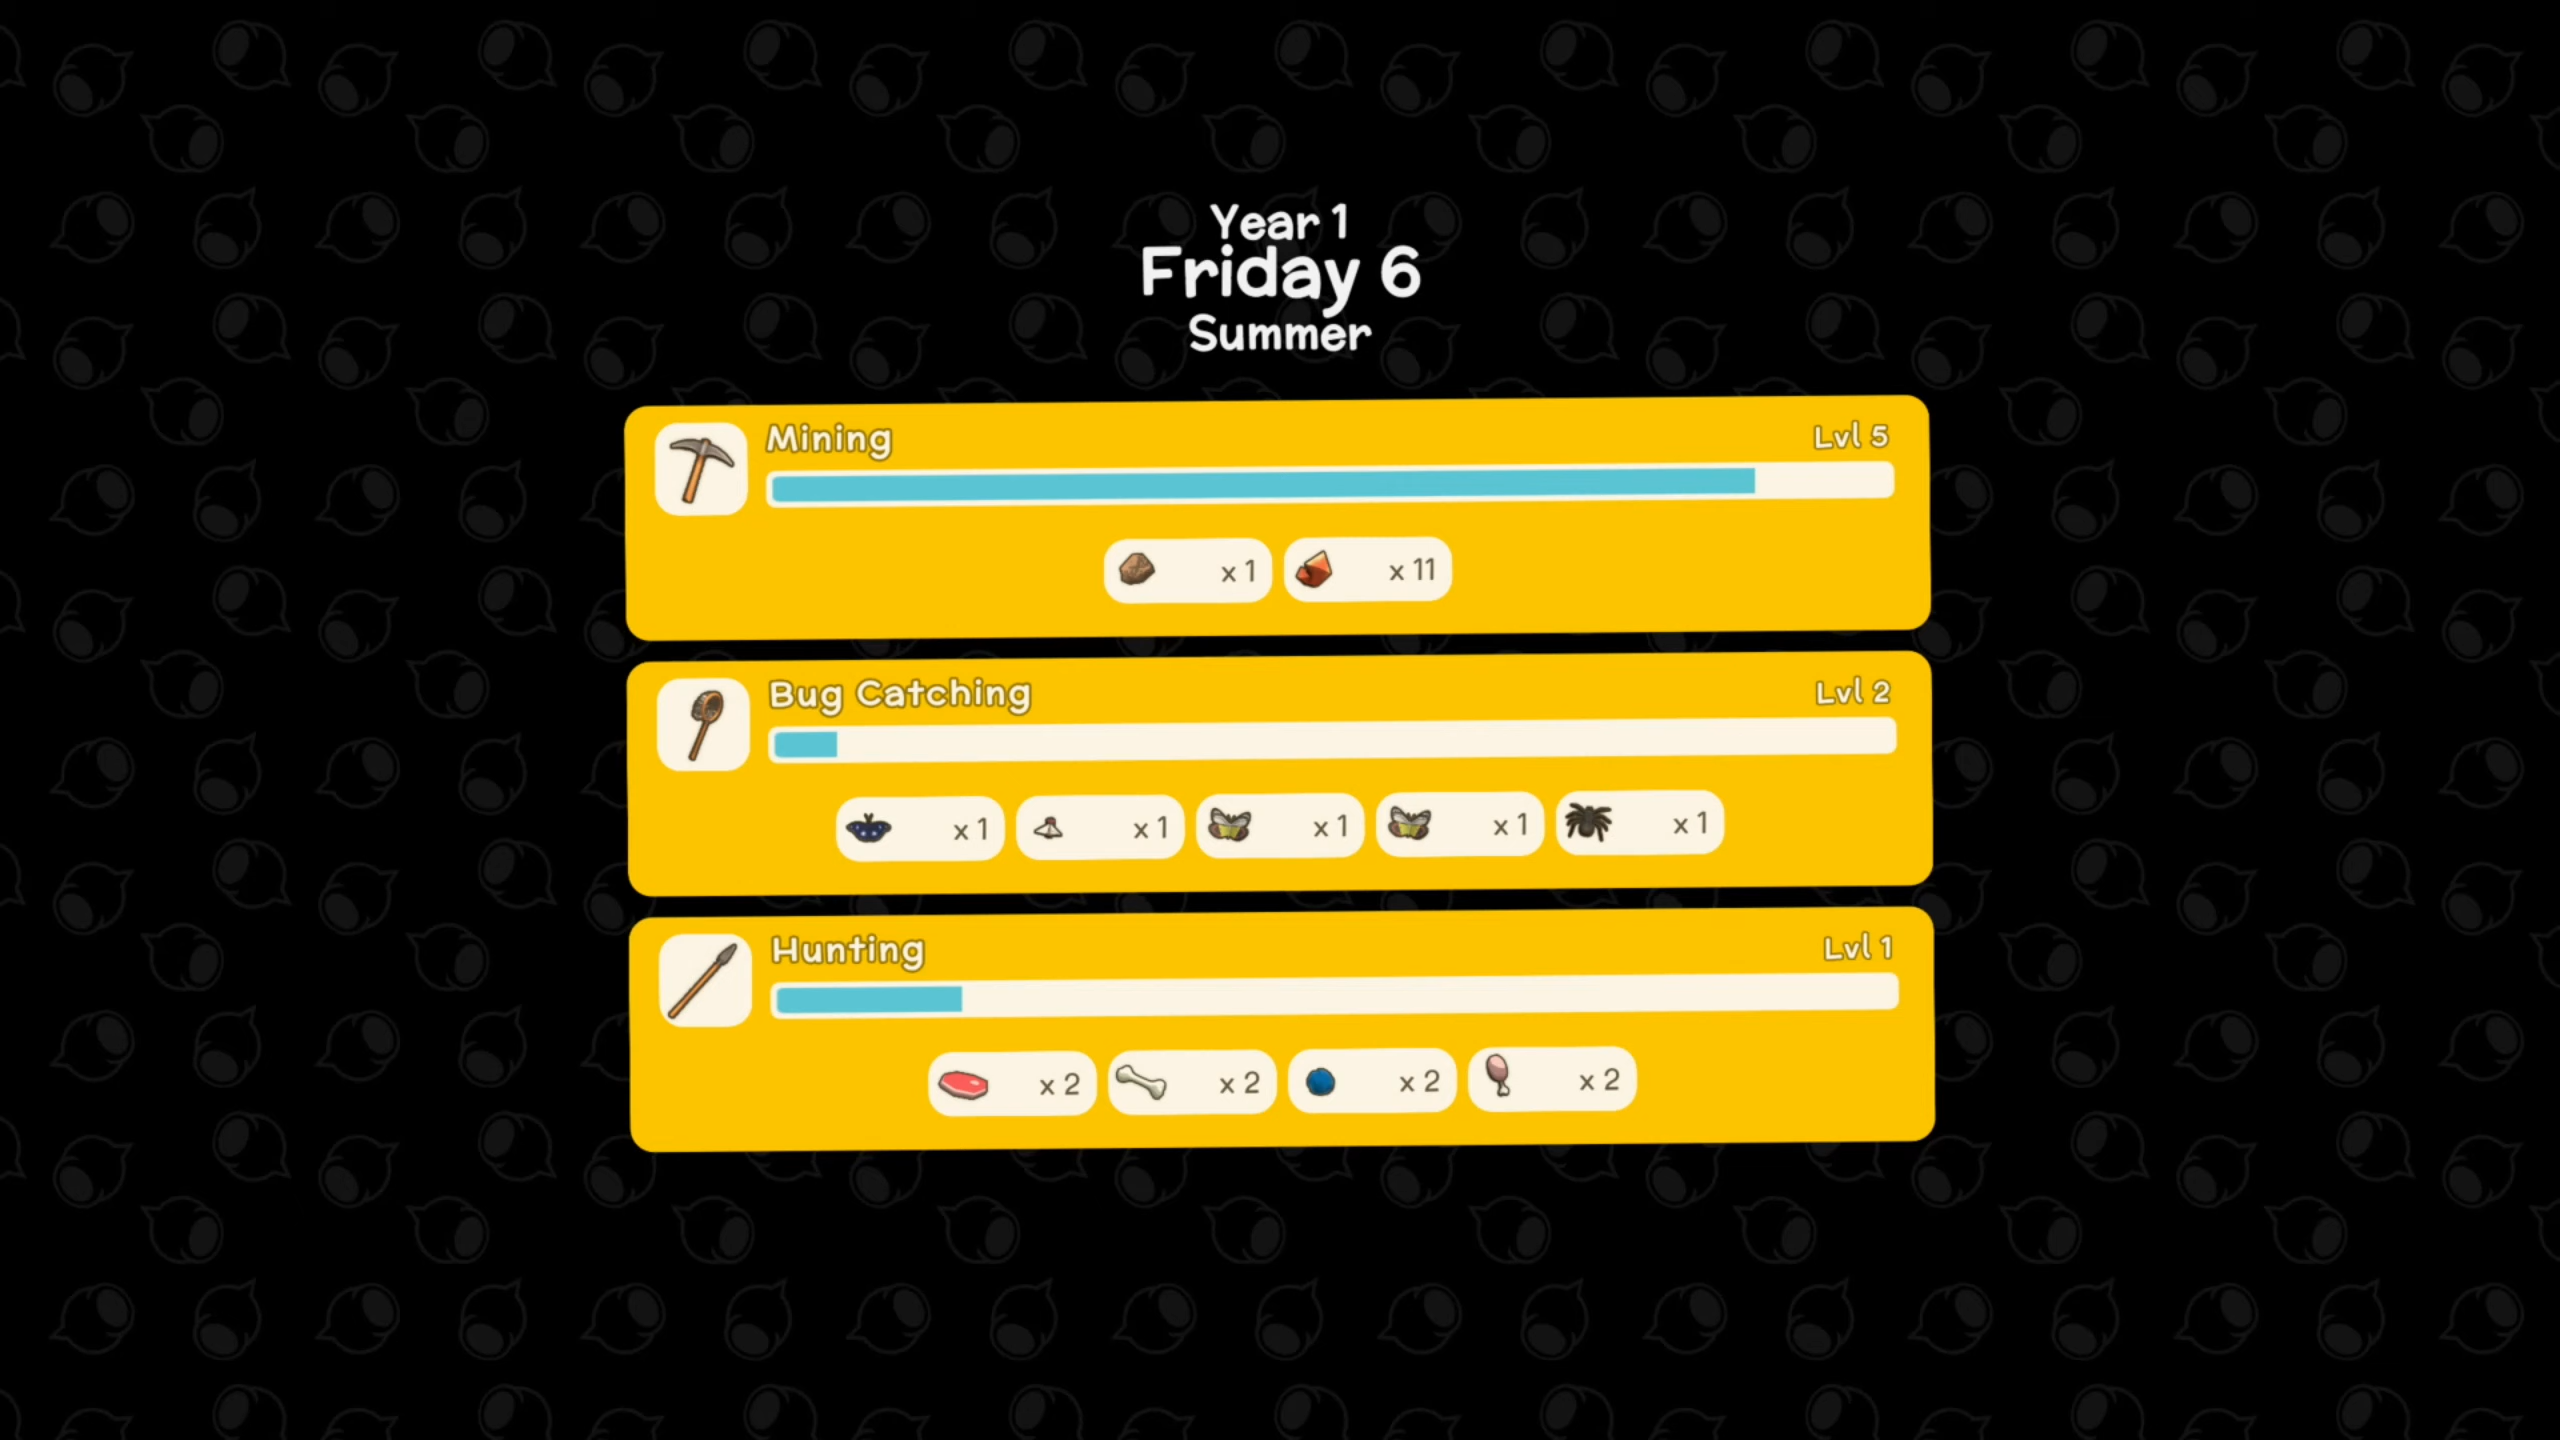 Year 1
Friday 6
Summer
Mining Lvl 5
x 1 x 11
Bug Catching Lvl 2
x 1 x 1 x 1 x 1 x 1
Hunting Lvl 1
x 2 x 2 x 2 x 2